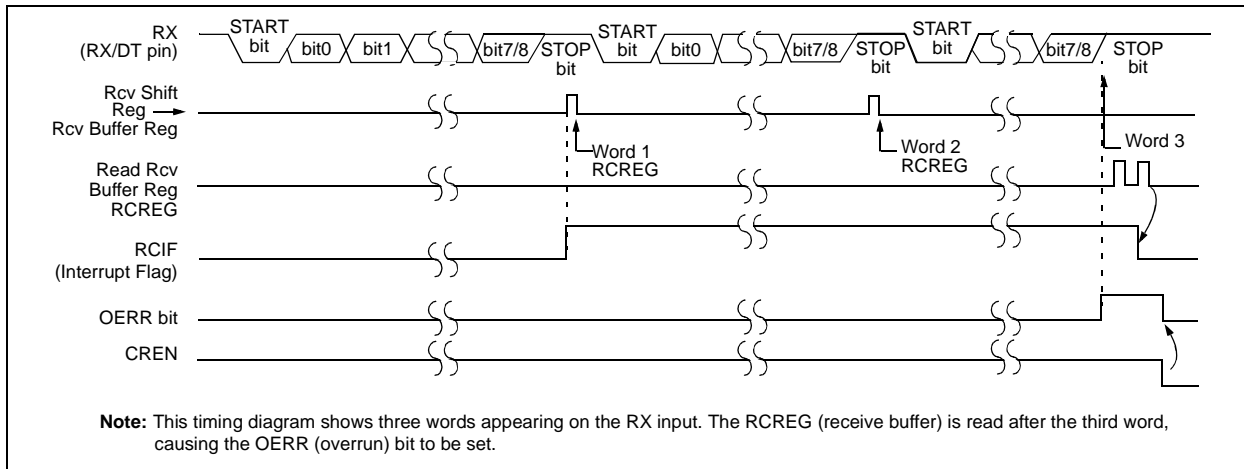 RX
(RX/DT pin)
START
bit
bit0
bit1
bit7/8
STOP
bit
START
bit
bit0
bit7/8
STOP
bit
START
bit
bit7/8
STOP
bit
Rcv Shift
Reg
Rcv Buffer Reg
Word 1
RCREG
Word 2
RCREG
Word 3
Read Rcv
Buffer Reg
RCREG
RCIF
(Interrupt Flag)
OERR bit
CREN
Note: This timing diagram shows three words appearing on the RX input. The RCREG (receive buffer) is read after the third word,
causing the OERR (overrun) bit to be set.